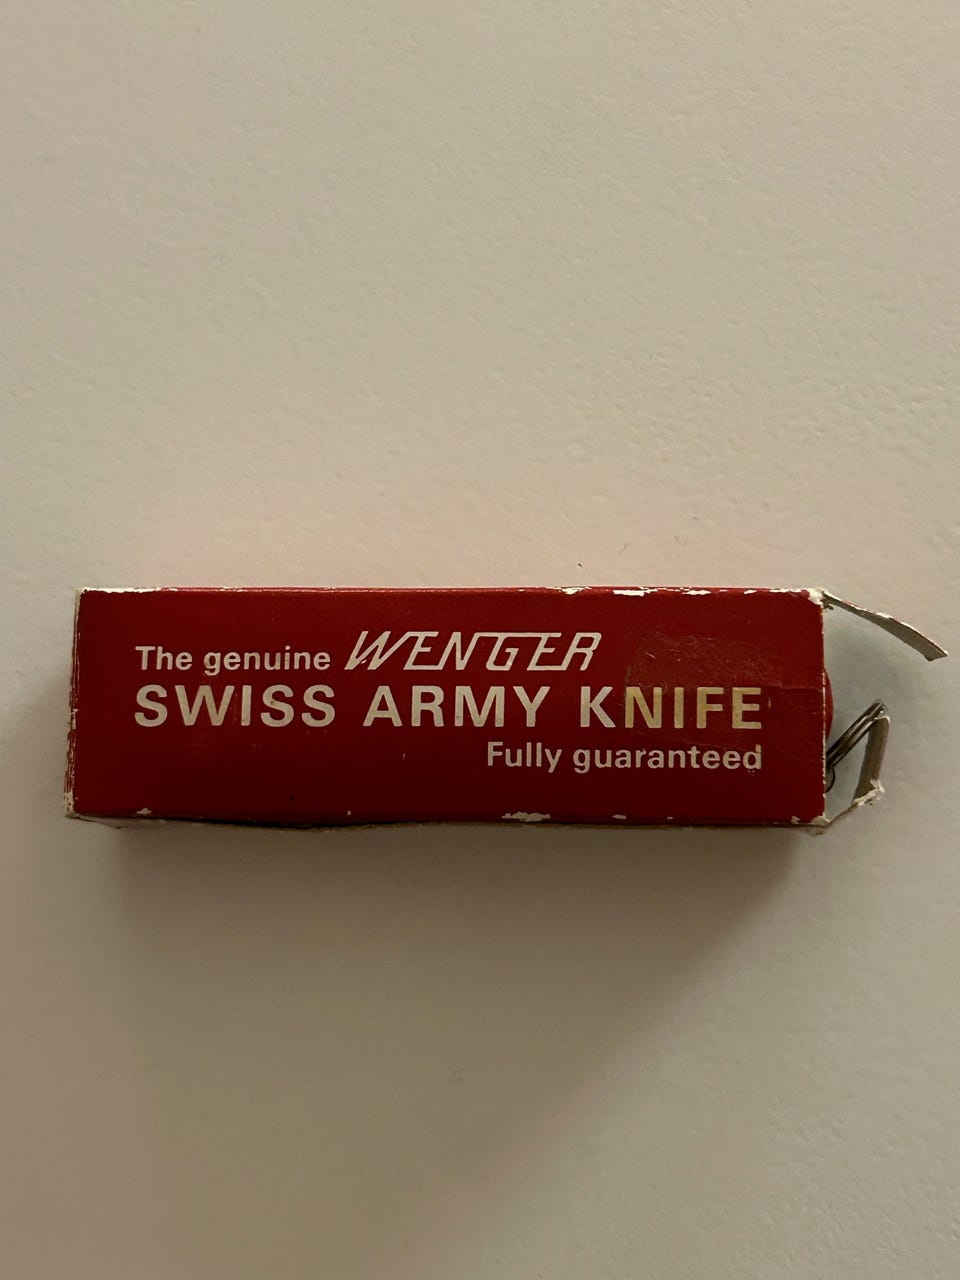 The genuine WENGER
SWISS ARMY KNIFE
Fully guaranteed